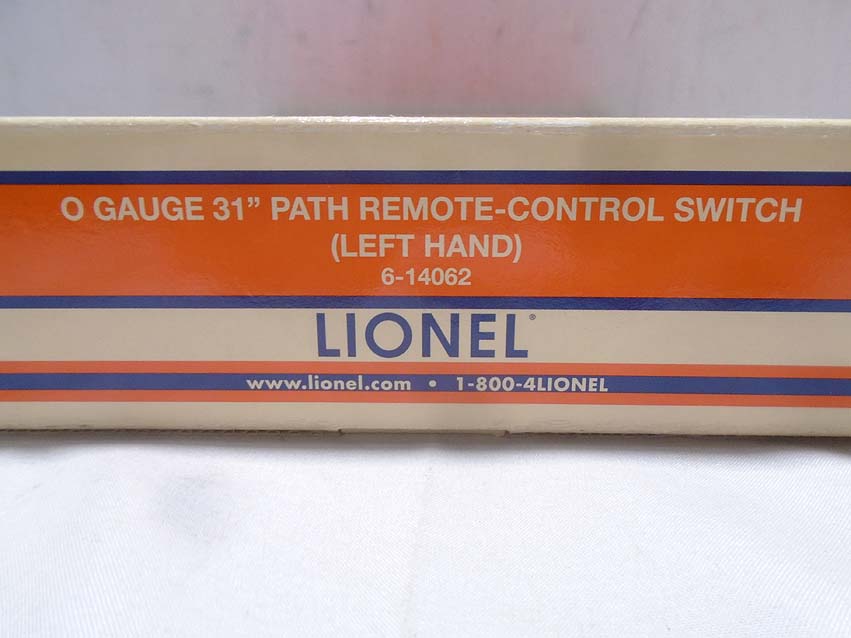 O GAUGE 31” PATH REMOTE-CONTROL SWITCH
(LEFT HAND)
6-14062
LIONEL®
www.lionel.com • 1-800-4LIONEL